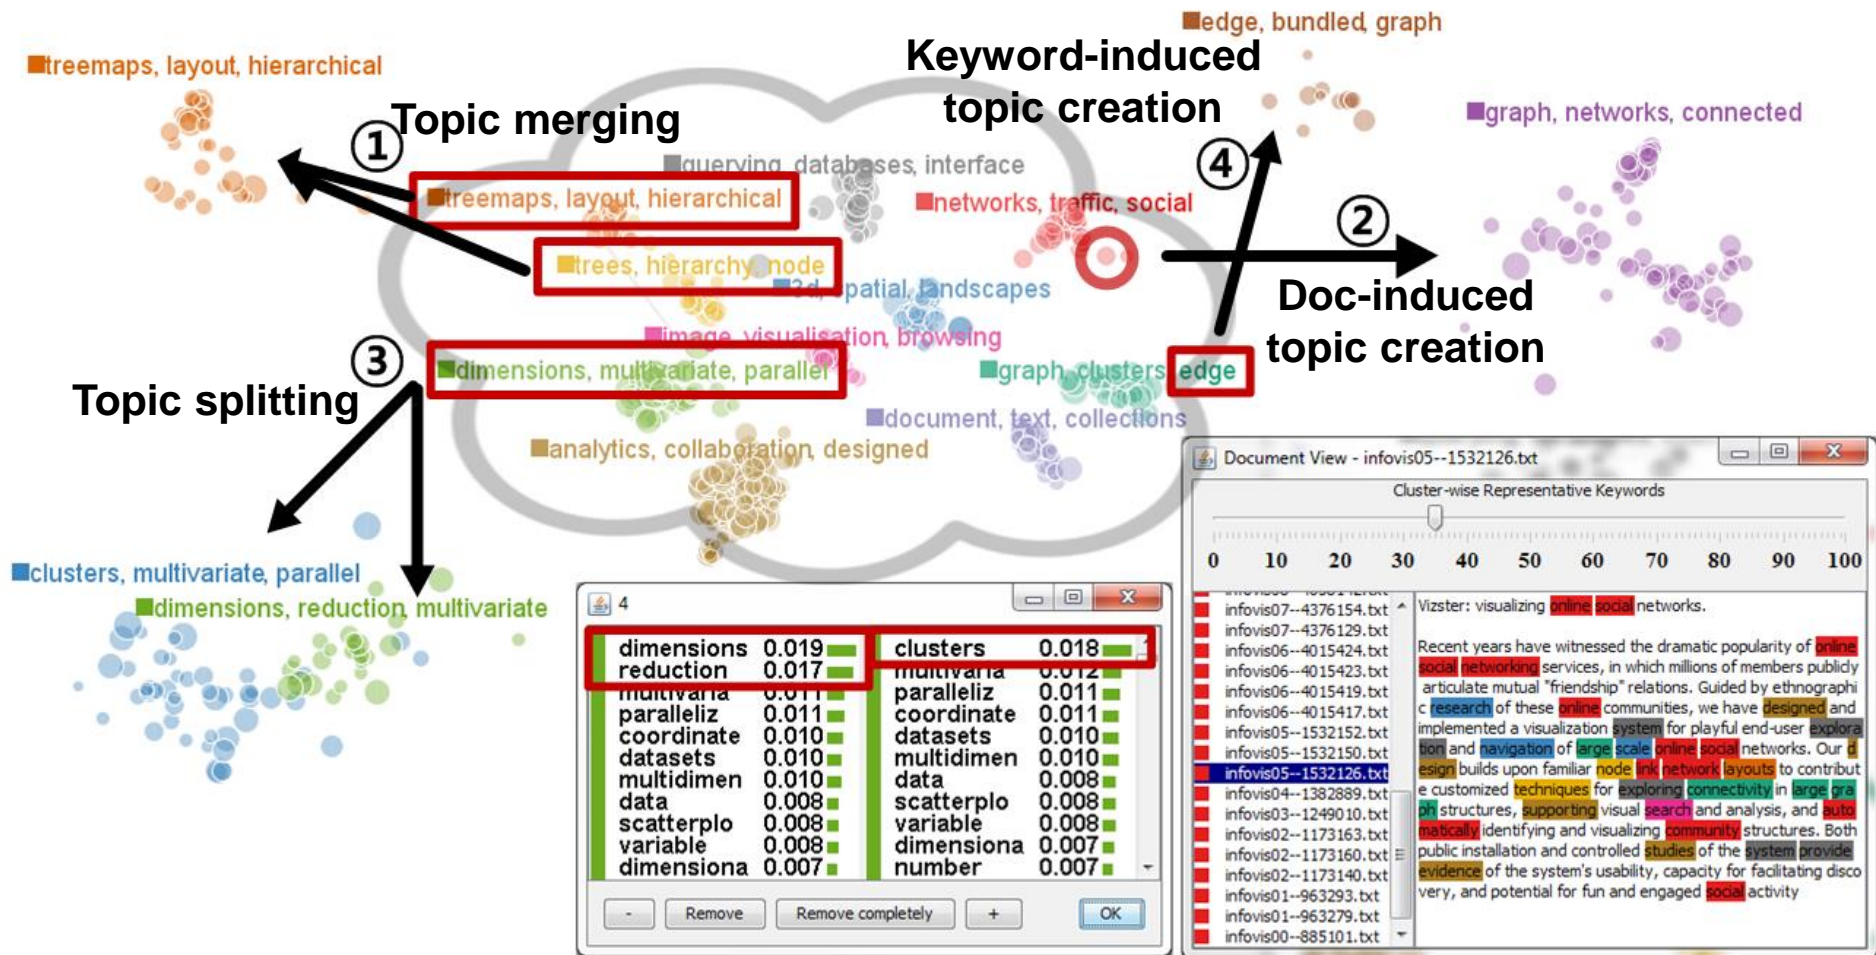 edge, bundled, graph
treemaps, layout, hierarchical
Keyword-induced
topic creation
Topic merging
graph, networks, connected
①
④
②
querying, databases, interface
treemaps, layout, hierarchical
networks, traffic, social
trees, hierarchy, node
3d, spatial, landscapes
Doc-induced
topic creation
image, visualisation, browsing
③
dimensions, multivariate, parallel
graph, clusters, edge
Topic splitting
document, text, collections
analytics, collaboration, designed
clusters, multivariate, parallel
dimensions, reduction, multivariate
4
dimensions 0.019 clusters 0.018
reduction 0.017 multivaria 0.012
multivaria 0.011 paralleliz 0.011
paralleliz 0.011 coordinate 0.011
coordinate 0.010 datasets 0.010
datasets 0.010 multidimen 0.010
multidimen 0.010 data 0.008
data 0.008 scatterplo 0.008
scatterplo 0.008 variable 0.008
variable 0.008 dimensiona 0.007
dimensiona 0.007 number 0.007
- Remove Remove completely + OK
Document View - infovis05--1532126.txt
Cluster-wise Representative Keywords
0 10 20 30 40 50 60 70 80 90 100
infovis07--4376154.txt
infovis07--4376129.txt
infovis06--4015424.txt
infovis06--4015423.txt
infovis06--4015419.txt
infovis06--4015417.txt
infovis05--1532152.txt
infovis05--1532150.txt
infovis05--1532126.txt
infovis04--1382889.txt
infovis03--1249010.txt
infovis02--1173163.txt
infovis02--1173160.txt
infovis02--1173140.txt
infovis01--963293.txt
infovis01--963279.txt
infovis00--885101.txt
Vizster: visualizing online social networks.
Recent years have witnessed the dramatic popularity of online
social networking services, in which millions of members publicly
articulate mutual "friendship" relations. Guided by ethnographi
c research of these online communities, we have designed and
implemented a visualization system for playful end-user explora
tion and navigation of large scale online social networks. Our d
esign builds upon familiar node link network layouts to contribut
e customized techniques for exploring connectivity in large gra
ph structures, supporting visual search and analysis, and auto
matically identifying and visualizing community structures. Both
public installation and controlled studies of the system provide
evidence of the system's usability, capacity for facilitating disco
very, and potential for fun and engaged social activity